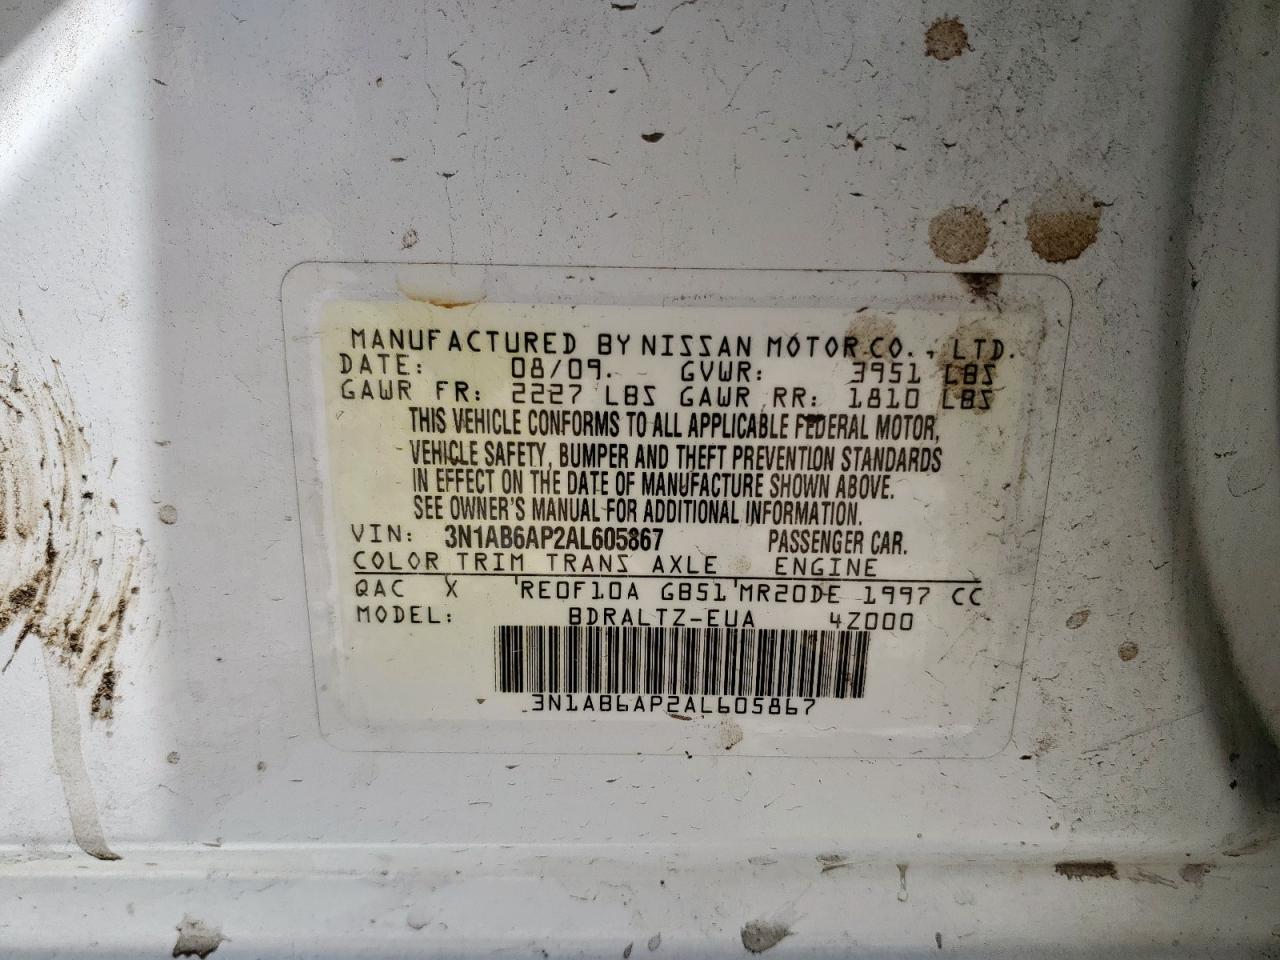 MANUFACTURED BY NISSAN MOTOR CO., LTD.
DATE: 08/09. GVWR: 3951 LBS
GAWR FR: 2227 LBS GAWR RR: 1810 LBS
THIS VEHICLE CONFORMS TO ALL APPLICABLE FEDERAL MOTOR,
VEHICLE SAFETY, BUMPER AND THEFT PREVENTION STANDARDS
IN EFFECT ON THE DATE OF MANUFACTURE SHOWN ABOVE.
SEE OWNER'S MANUAL FOR ADDITIONAL INFORMATION.
VIN: 3N1AB6AP2AL605867 PASSENGER CAR.
COLOR TRIM TRANS AXLE ENGINE
QAC X RE0F10A GB51 MR20DE 1997 CC
MODEL: BDRALTZ-EUA 4Z000
3N1AB6AP2AL605867